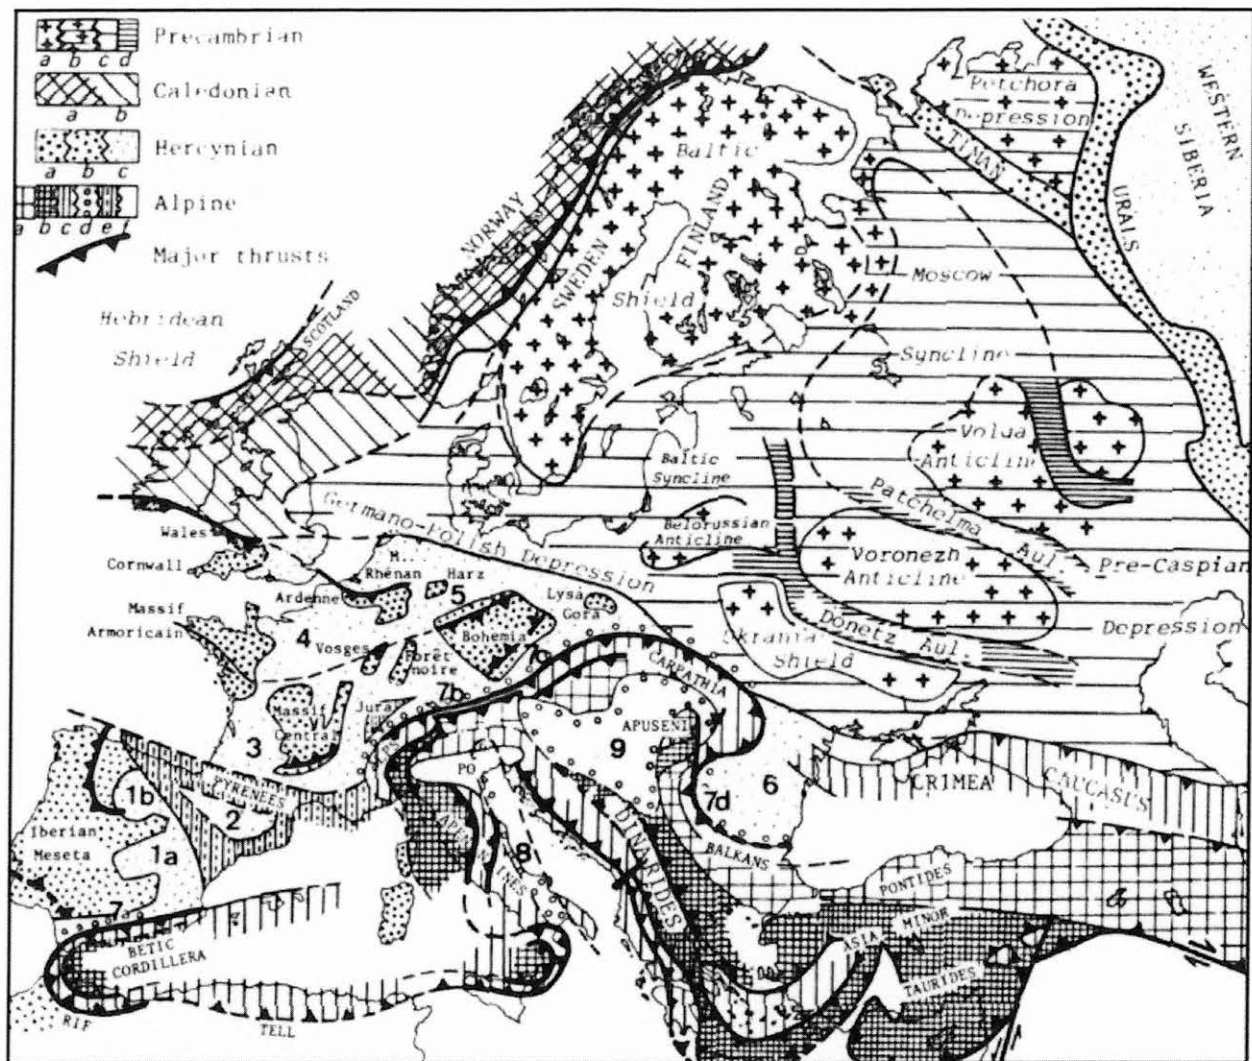 Precambrian
a b c d
Caledonian
a b
Hercynian
a b c
Alpine
a b c d e f
Major thrusts
Hebridean
Shield
SCOTLAND
NORWAY
SWEDEN
FINLAND
Baltic
Shield
Petchora
Depression
TIMAN
URALS
WESTERN
SIBERIA
Moscow
Syncline
Volga
Anticline
Baltic
Syncline
Patchelma
Aul.
Belorussian
Anticline
Voronezh
Anticline
Pre-Caspian
Depression
Donetz
Aul.
Shield
Germano-Polish Depression
Wales
Cornwall
Massif
Armoricain
M.
Rhénan
Harz
Ardenne
5
Lysa
Gora
Bohemia
4
Vosges
Forêt
noire
7c
7b
Jura
Massif
Central
3
CARPATHIA
APUSENI
9
PO
6
7d
CRIMEA
CAUCASUS
PYRENEES
1b
2
Iberian
Meseta
1a
7
APENNINES
8
DINARIDES
BALKANS
PONTIDES
ASIA MINOR
TAURIDES
BETIC
CORDILLERA
RIF
TELL